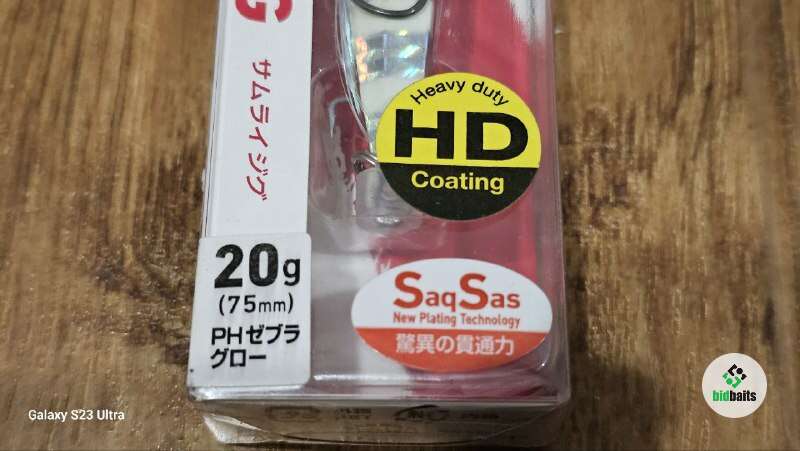 G
サムライジグ
Heavy duty
HD
Coating
20g
(75mm)
PHゼブラ
グロー
SaqSas
New Plating Technology
驚異の貫通力
Galaxy S23 Ultra
bidbaits